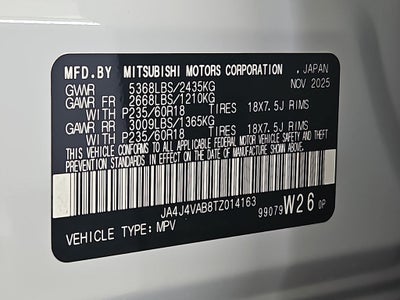 MFD.BY MITSUBISHI MOTORS CORPORATION , JAPAN
GVWR 5368LBS/2435KG NOV 2025
GAWR FR 2668LBS/1210KG
WITH P235/60R18 TIRES 18X7.5J RIMS
GAWR RR 3009LBS/1365KG
WITH P235/60R18 TIRES 18X7.5J RIMS
THIS VEHICLE CONFORMS TO ALL APPLICABLE FEDERAL MOTOR VEHICLE SAFETY AND THEFT
PREVENTION STANDARDS IN EFFECT ON THE DATE OF MANUFACTURE SHOWN ABOVE.
JA4J4VAB8TZ014163
VEHICLE TYPE: MPV 99079 W26 0P